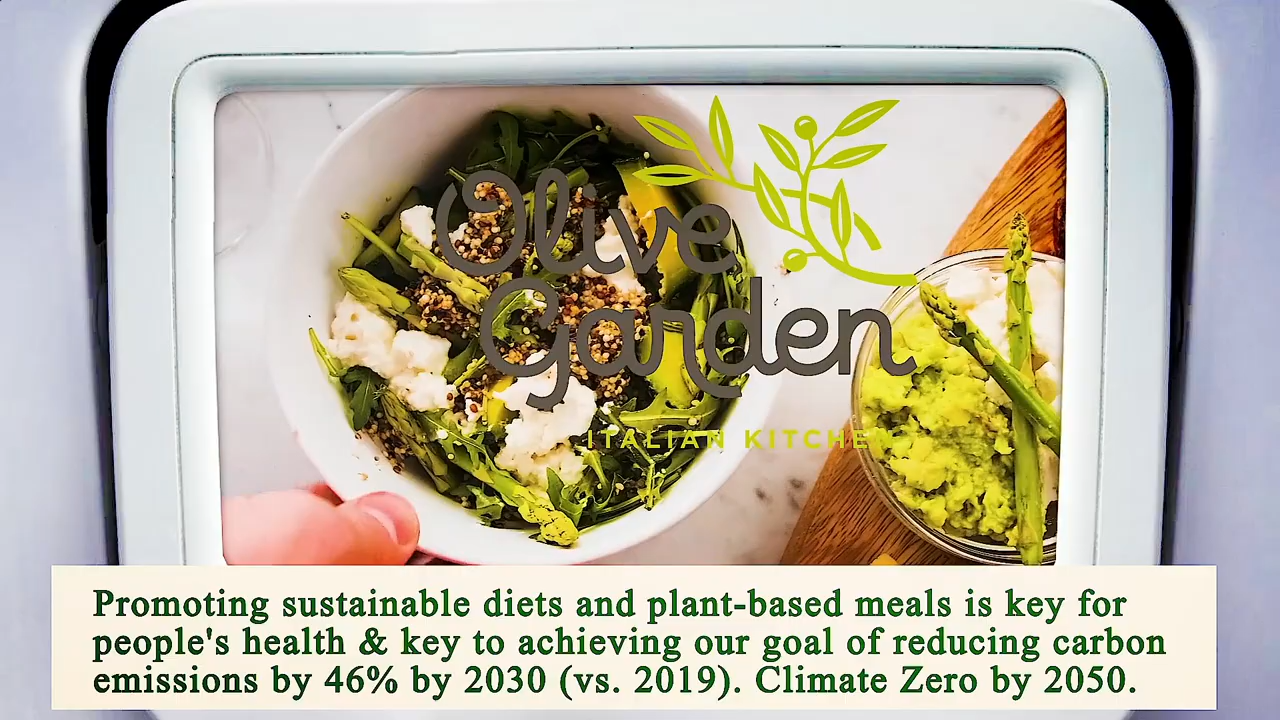 Olive
Garden
ITALIAN KITCHEN
Promoting sustainable diets and plant-based meals is key for
people's health & key to achieving our goal of reducing carbon
emissions by 46% by 2030 (vs. 2019). Climate Zero by 2050.